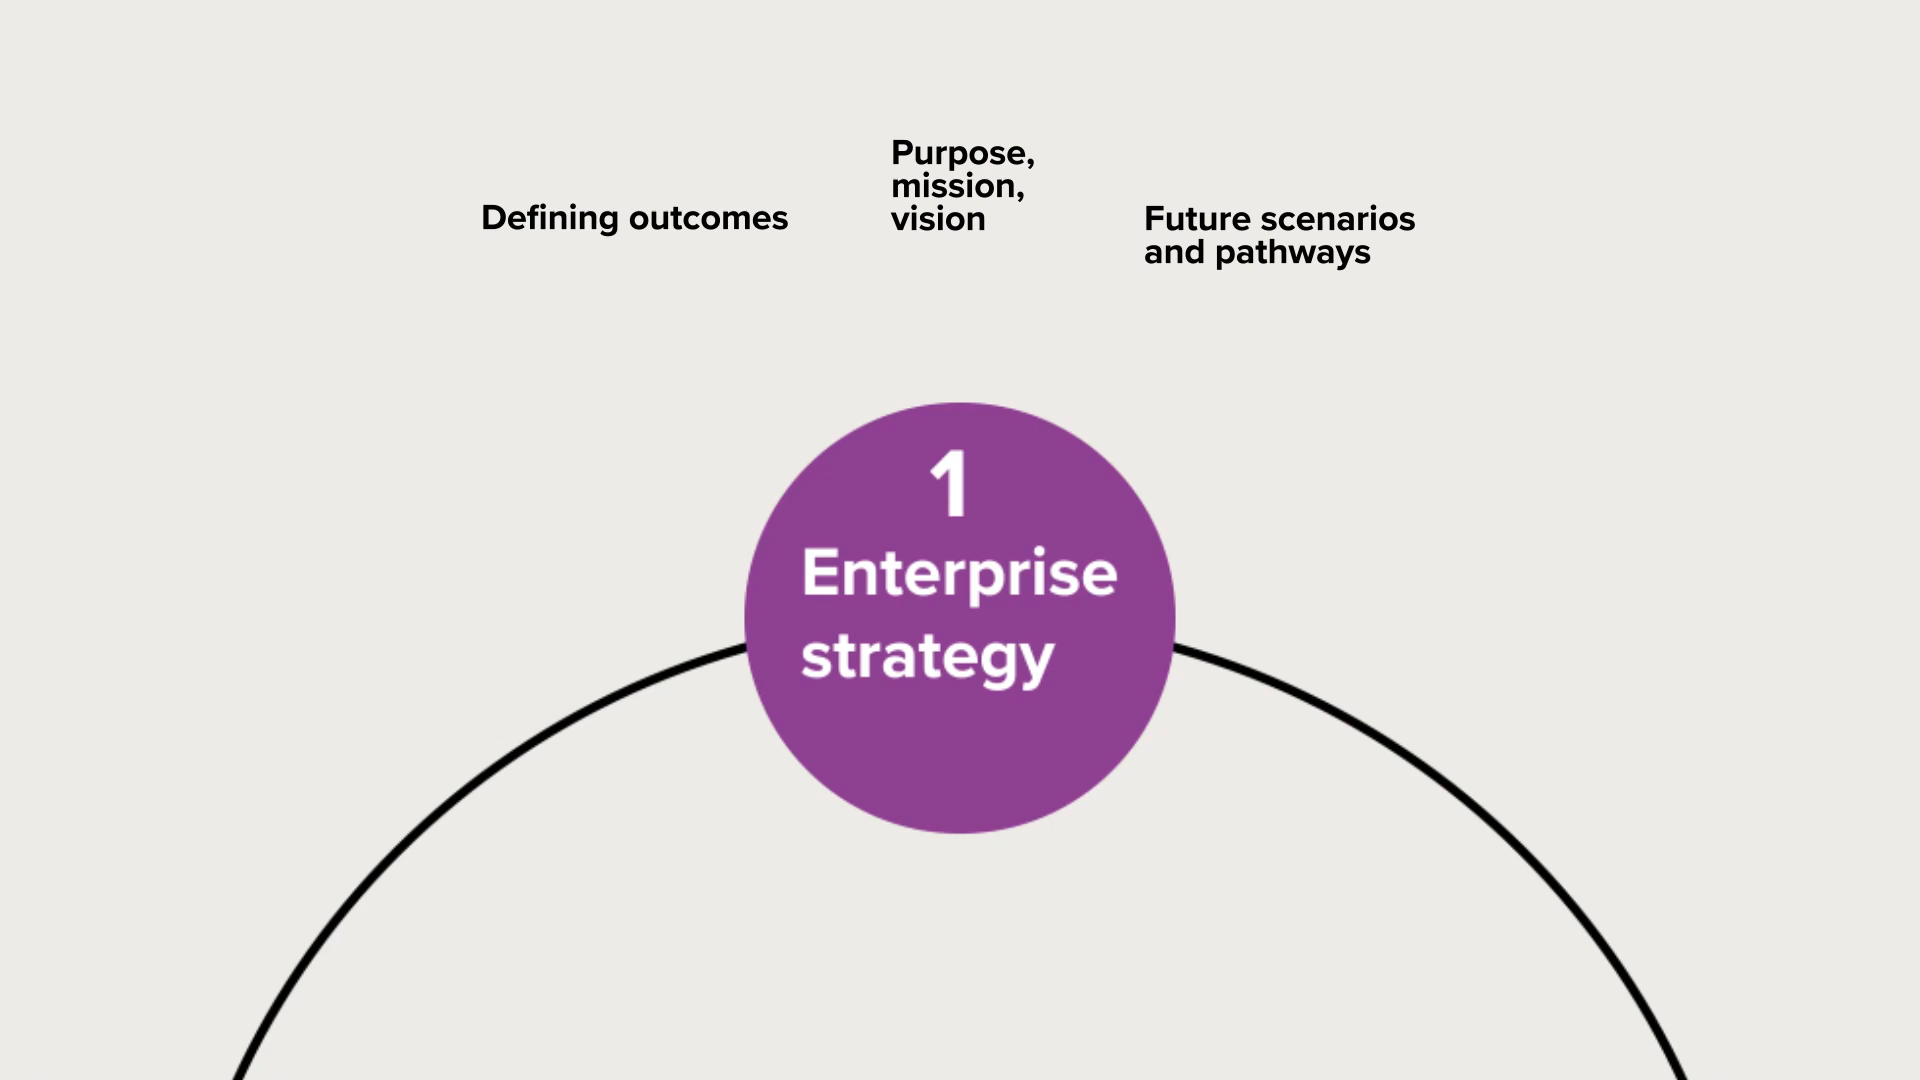 Defining outcomes
Purpose,
mission,
vision
Future scenarios
and pathways
1
Enterprise
strategy